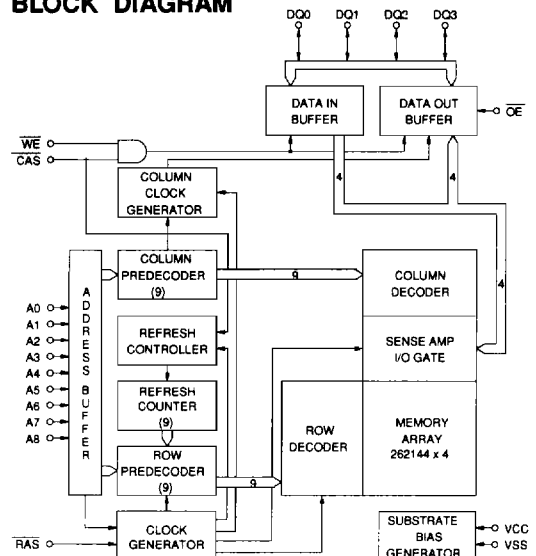 BLOCK DIAGRAM
DQ0 DQ1 DQ2 DQ3
DATA IN
BUFFER
DATA OUT
BUFFER
OE
WE
CAS
4
4
COLUMN
CLOCK
GENERATOR
COLUMN
PREDECODER
(9)
9
COLUMN
DECODER
4
ADDRESS BUFFER
A0
A1
A2
A3
A4
A5
A6
A7
A8
REFRESH
CONTROLLER
SENSE AMP
I/O GATE
REFRESH
COUNTER
(9)
ROW
DECODER
MEMORY
ARRAY
262144 x 4
ROW
PREDECODER
(9)
9
RAS
CLOCK
GENERATOR
SUBSTRATE
BIAS
GENERATOR
VCC
VSS